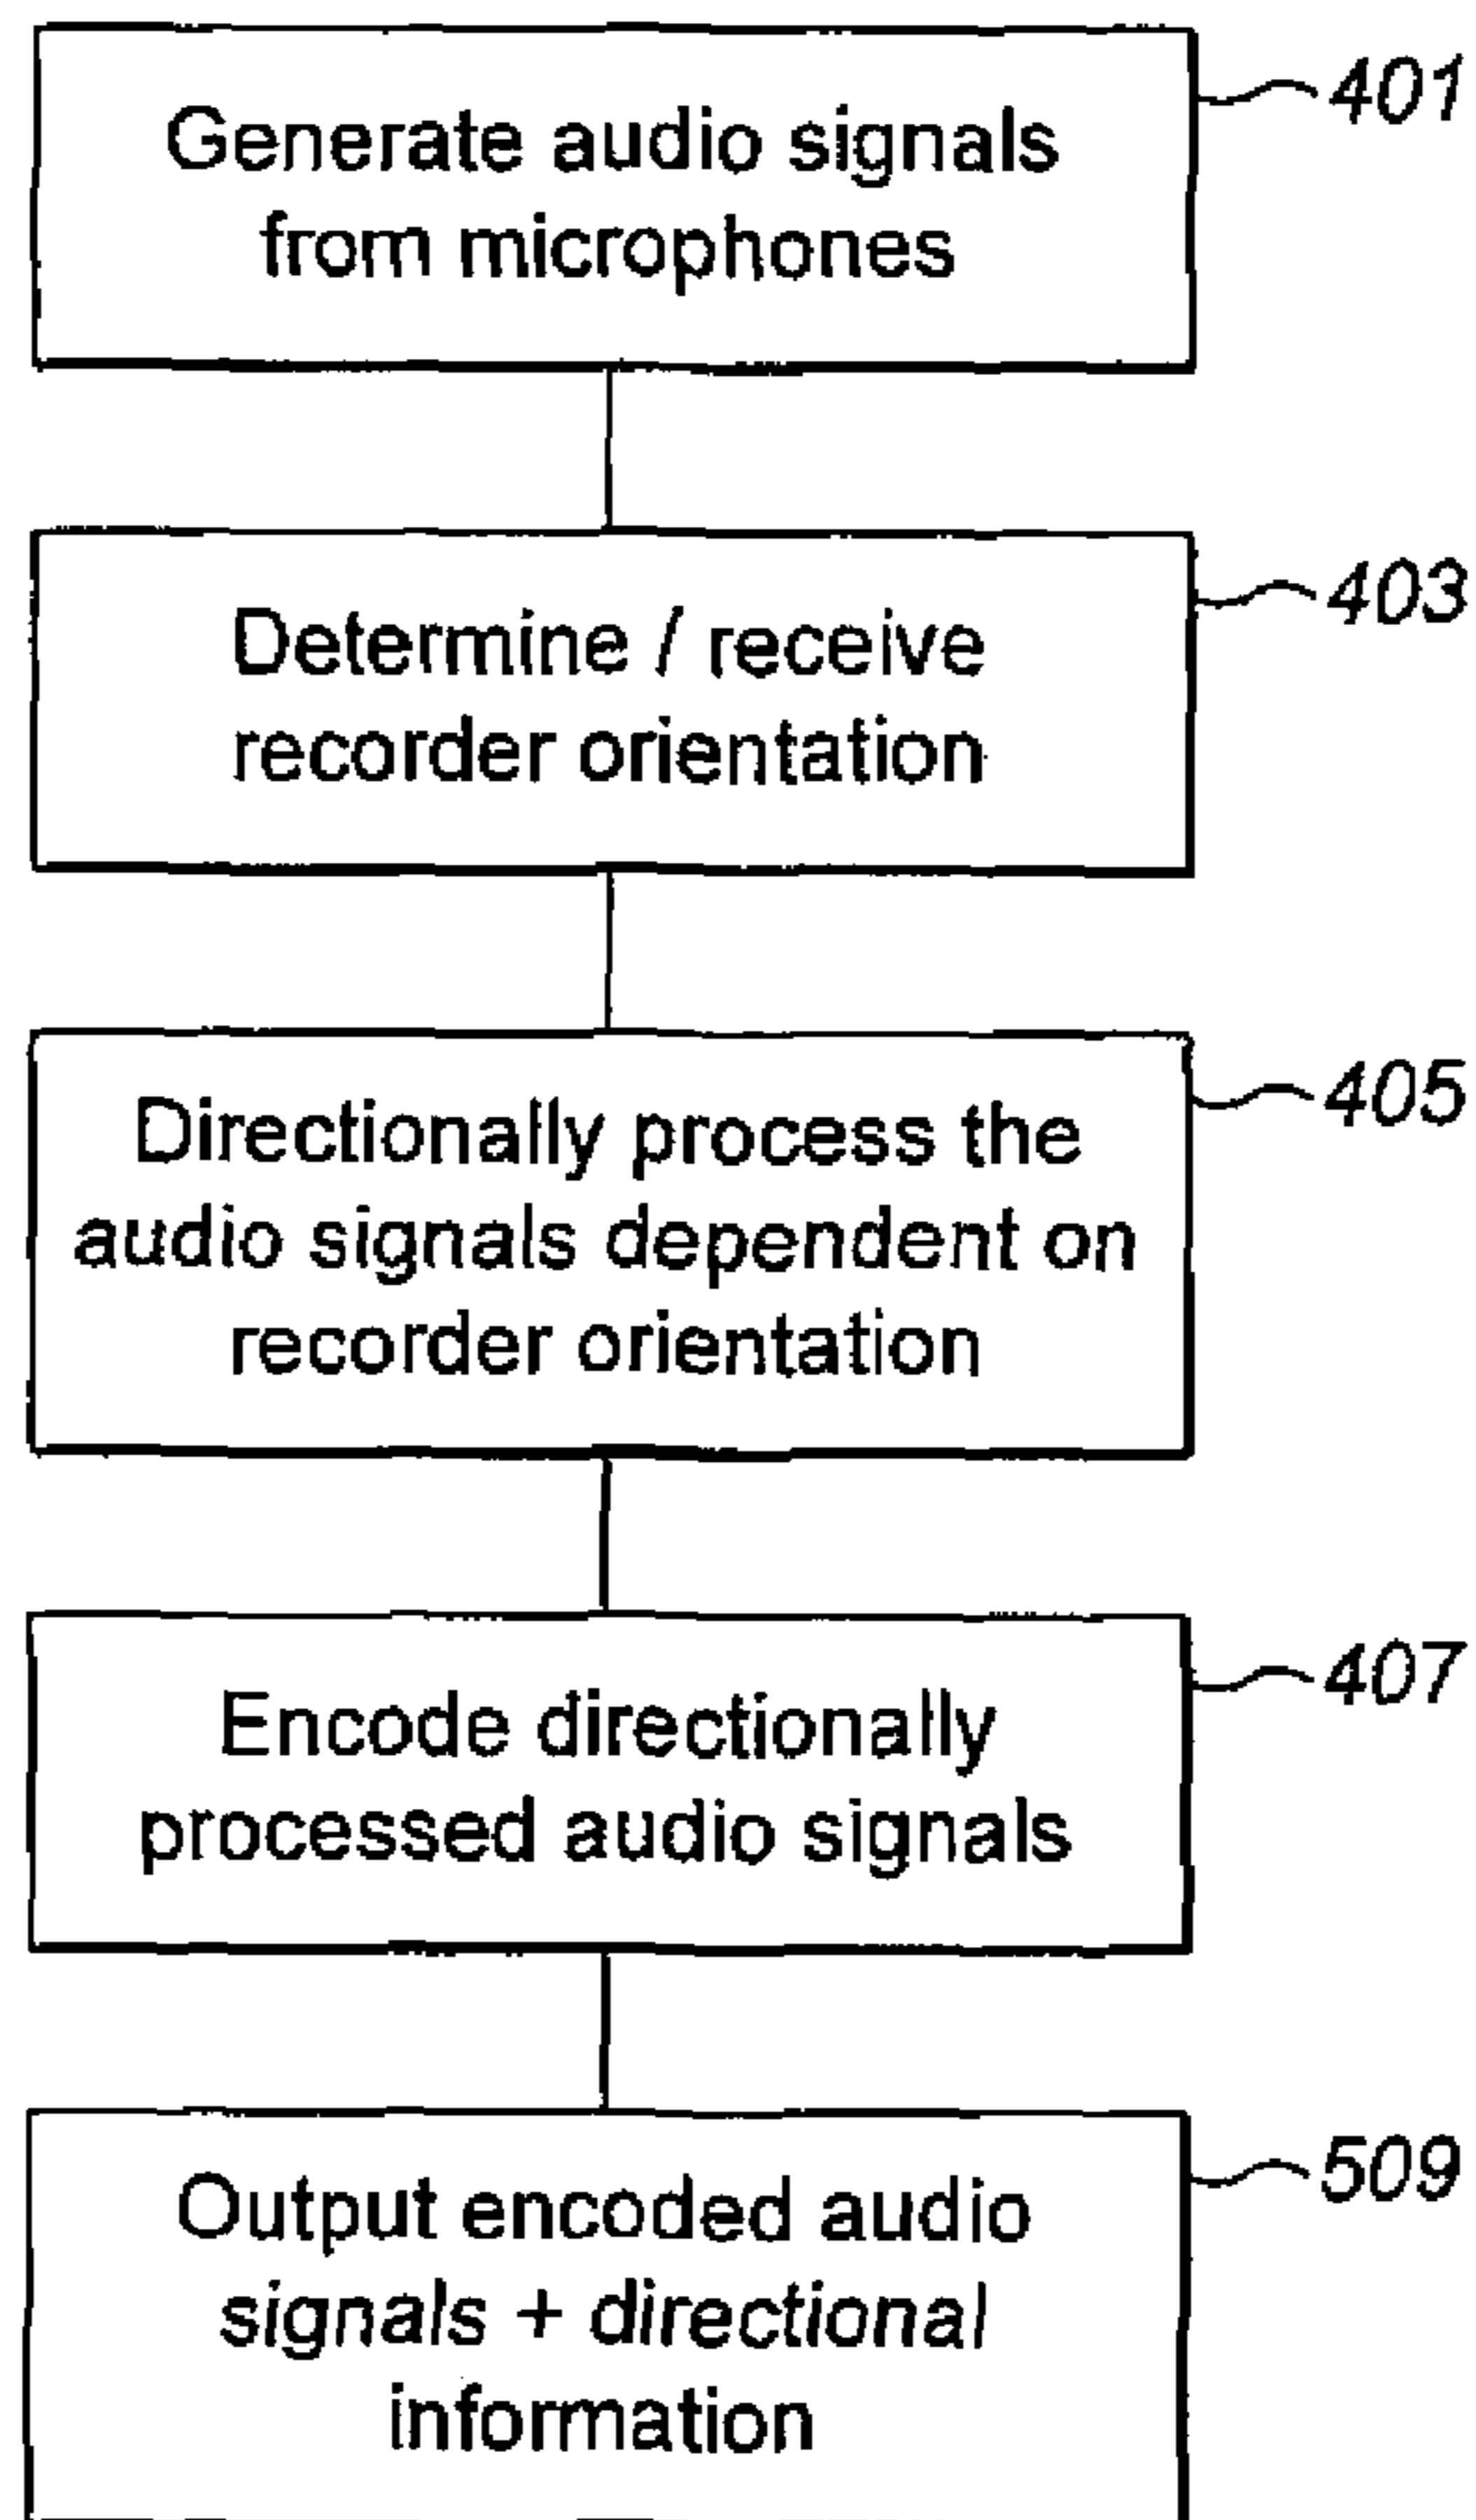 Generate audio signals
from microphones
401
Determine / receive
recorder orientation
403
Directionally process the
audio signals dependent on
recorder orientation
405
Encode directionally
processed audio signals
407
Output encoded audio
signals + directional
information
509